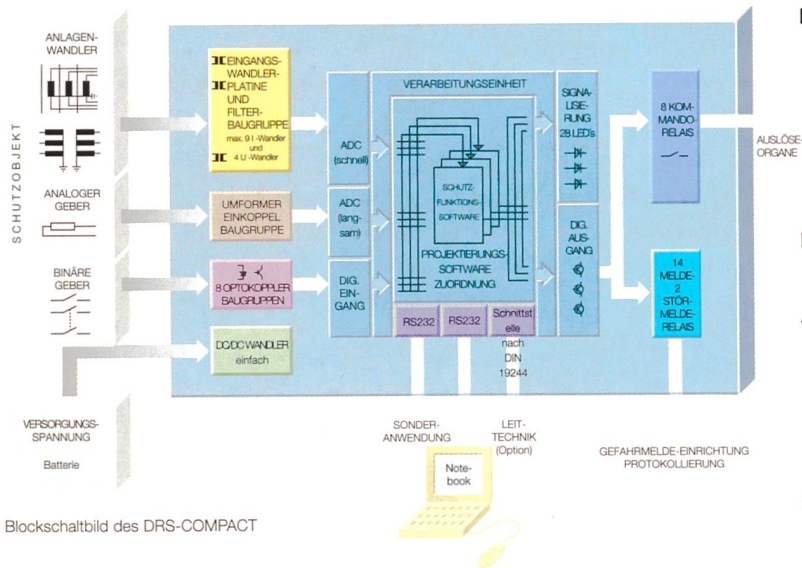 ANLAGEN-
WANDLER
SCHUTZOBJEKT
ANALOGER
GEBER
BINÄRE
GEBER
VERSORGUNGS-
SPANNUNG
Batterie
EINGANGS-
WANDLER-
PLATINE
UND
FILTER-
BAUGRUPPE
max. 9 I -Wandler
und
4 U -Wandler
UMFORMER
EINKOPPEL
BAUGRUPPE
8 OPTOKOPPLER
BAUGRUPPEN
DC/DC WANDLER
einfach
ADC
(schnell)
ADC
(lang-
sam)
DIG.
EIN-
GANG
VERARBEITUNGSEINHEIT
SCHUTZ-
FUNKTIONS-
SOFTWARE
PROJEKTIERUNGS-
SOFTWARE
ZUORDNUNG
RS232
RS232
Schnittst
elle
nach
DIN
19244
SIGNA-
LISIE-
RUNG
28 LED's
DIG.
AUS-
GANG
8 KOM-
MANDO-
RELAIS
14
MELDE-
2
STÖR-
MELDE-
RELAIS
AUSLÖSE-
ORGANE
SONDER-
ANWENDUNG
LEIT-
TECHNIK
(Option)
GEFAHRMELDE-EINRICHTUNG
PROTOKOLLIERUNG
Note-
book
Blockschaltbild des DRS-COMPACT